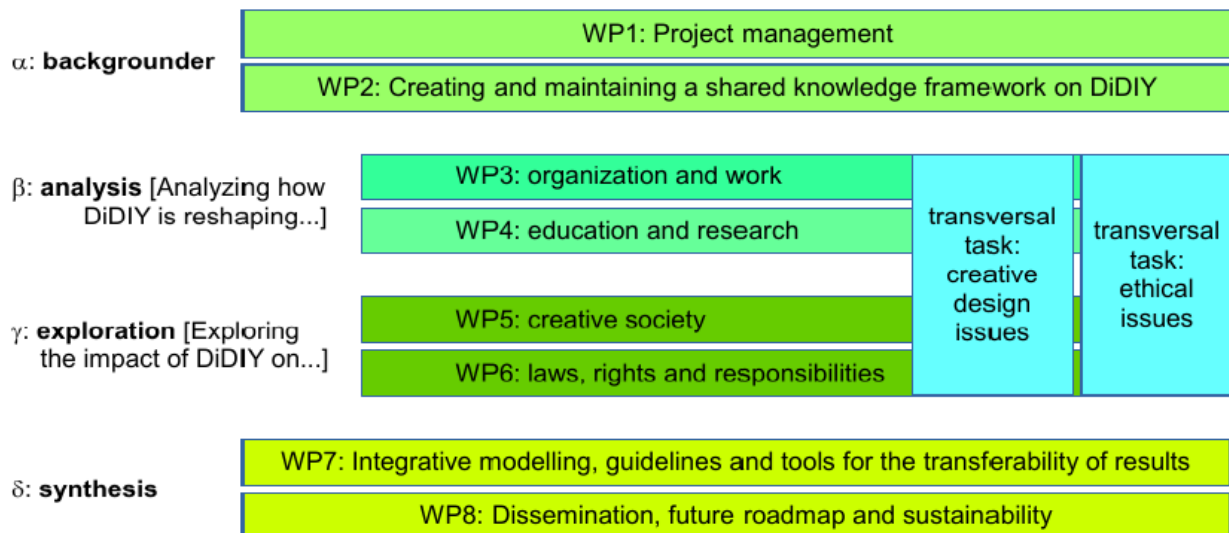 α: backgrounder
WP1: Project management
WP2: Creating and maintaining a shared knowledge framework on DiDIY
β: analysis [Analyzing how
DiDIY is reshaping...]
WP3: organization and work
WP4: education and research
γ: exploration [Exploring
the impact of DiDIY on...]
WP5: creative society
WP6: laws, rights and responsibilities
transversal
task:
creative
design
issues
transversal
task:
ethical
issues
δ: synthesis
WP7: Integrative modelling, guidelines and tools for the transferability of results
WP8: Dissemination, future roadmap and sustainability